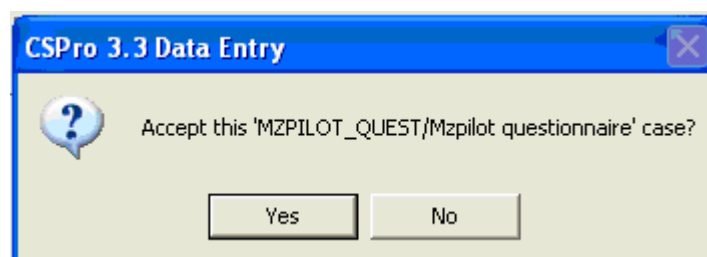 CSPro 3.3 Data Entry
Accept this 'MZPILOT_QUEST/Mzpilot questionnaire' case?
Yes No